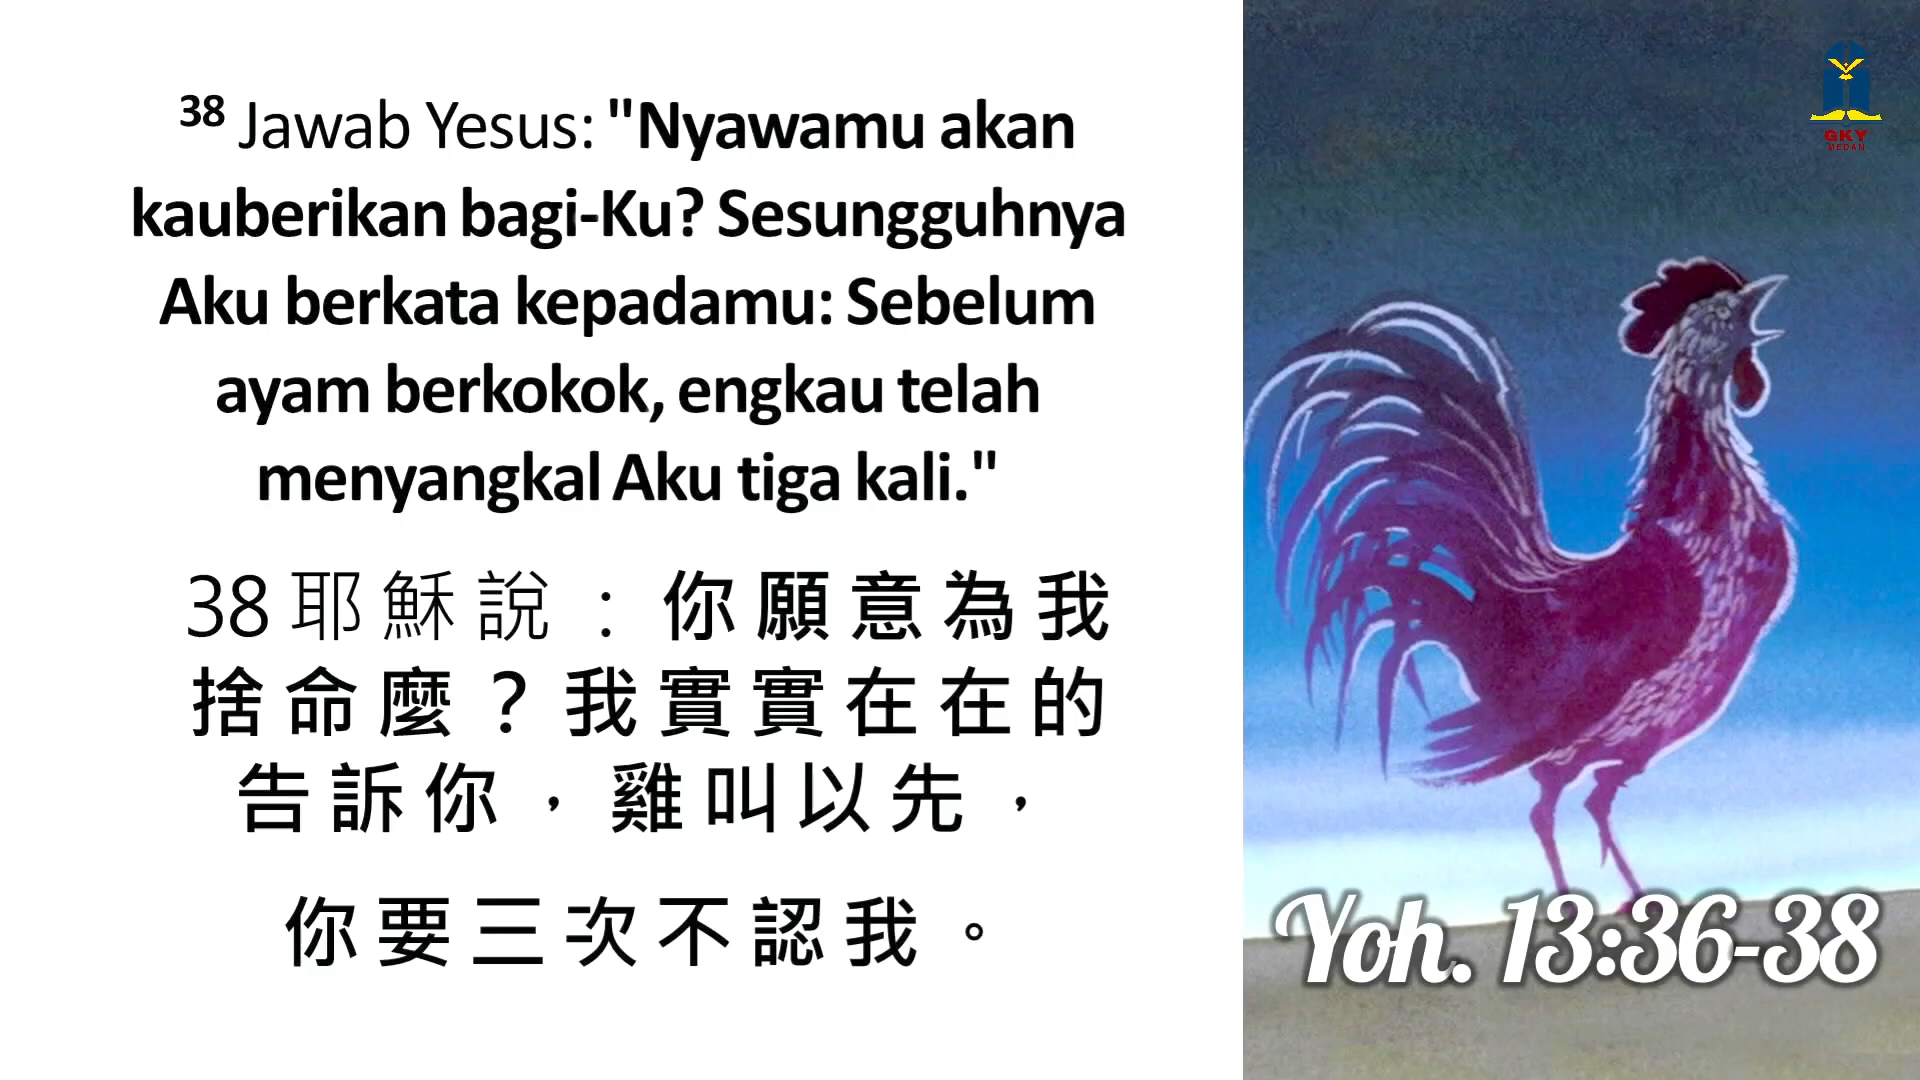 38 Jawab Yesus: "Nyawamu akan
kauberikan bagi-Ku? Sesungguhnya
Aku berkata kepadamu: Sebelum
ayam berkokok, engkau telah
menyangkal Aku tiga kali."
38 耶 穌 說 ： 你 願 意 為 我
捨 命 麼 ？ 我 實 實 在 在 的
告 訴 你 ， 雞 叫 以 先 ，
你 要 三 次 不 認 我 。
GKY
MEDAN
Yoh. 13:36-38